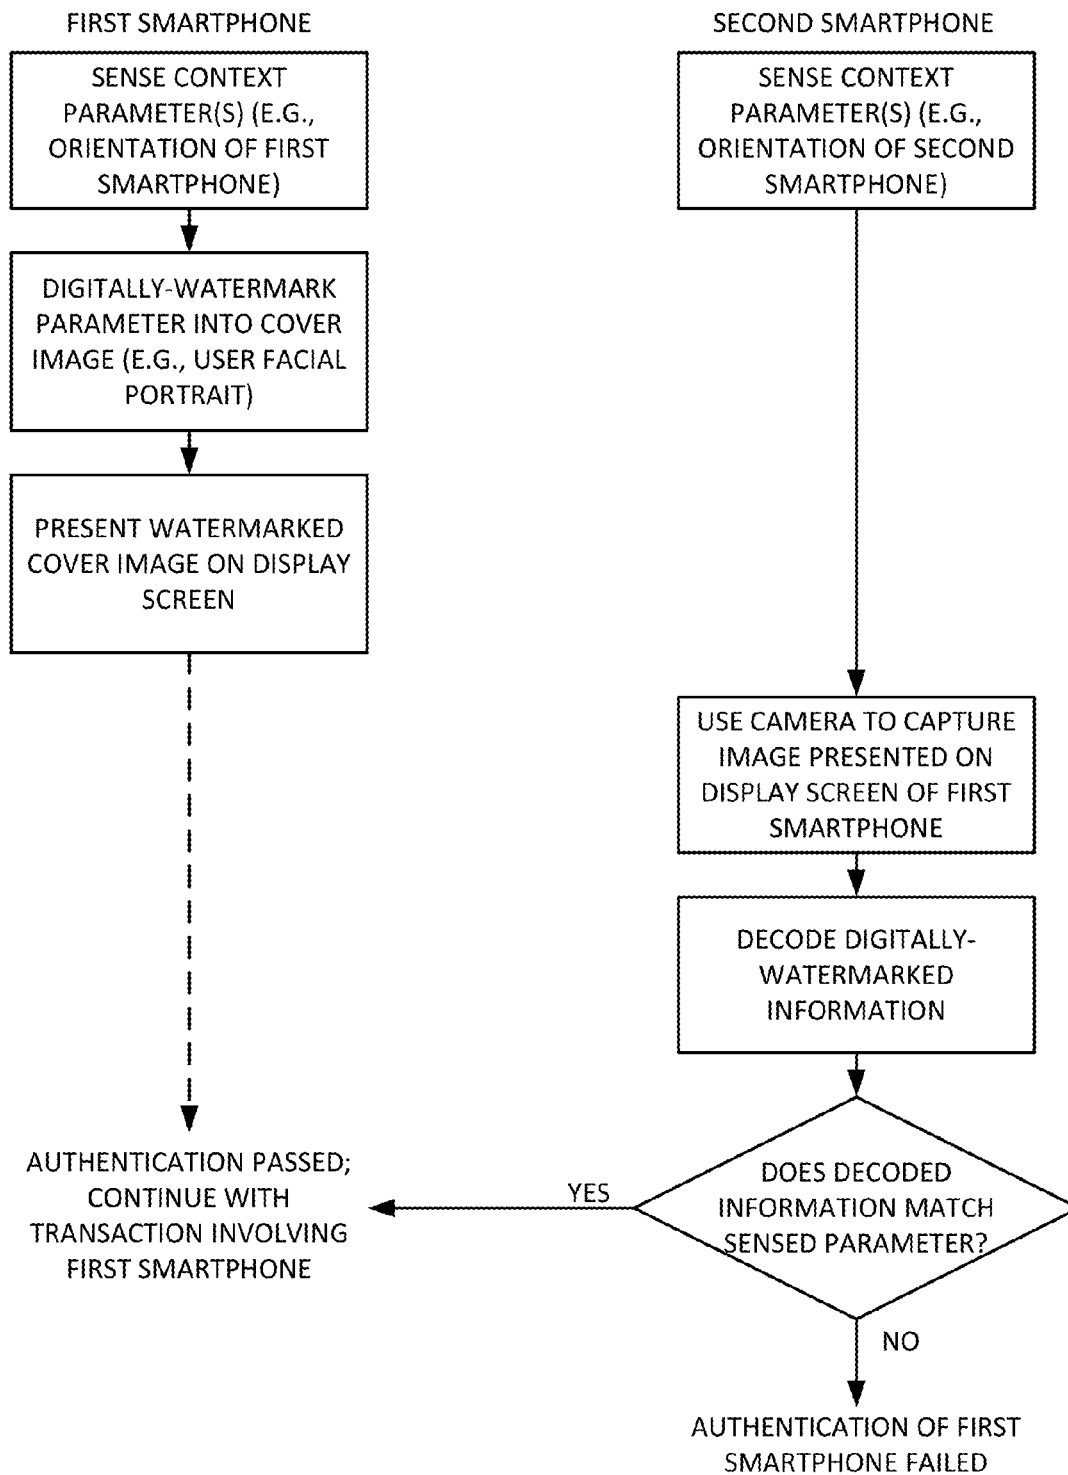 FIRST SMARTPHONE
SENSE CONTEXT
PARAMETER(S) (E.G.,
ORIENTATION OF FIRST
SMARTPHONE)
DIGITALLY-WATERMARK
PARAMETER INTO COVER
IMAGE (E.G., USER FACIAL
PORTRAIT)
PRESENT WATERMARKED
COVER IMAGE ON DISPLAY
SCREEN
AUTHENTICATION PASSED;
CONTINUE WITH
TRANSACTION INVOLVING
FIRST SMARTPHONE
SECOND SMARTPHONE
SENSE CONTEXT
PARAMETER(S) (E.G.,
ORIENTATION OF SECOND
SMARTPHONE)
USE CAMERA TO CAPTURE
IMAGE PRESENTED ON
DISPLAY SCREEN OF FIRST
SMARTPHONE
DECODE DIGITALLY-
WATERMARKED
INFORMATION
DOES DECODED
INFORMATION MATCH
SENSED PARAMETER?
YES
NO
AUTHENTICATION OF FIRST
SMARTPHONE FAILED